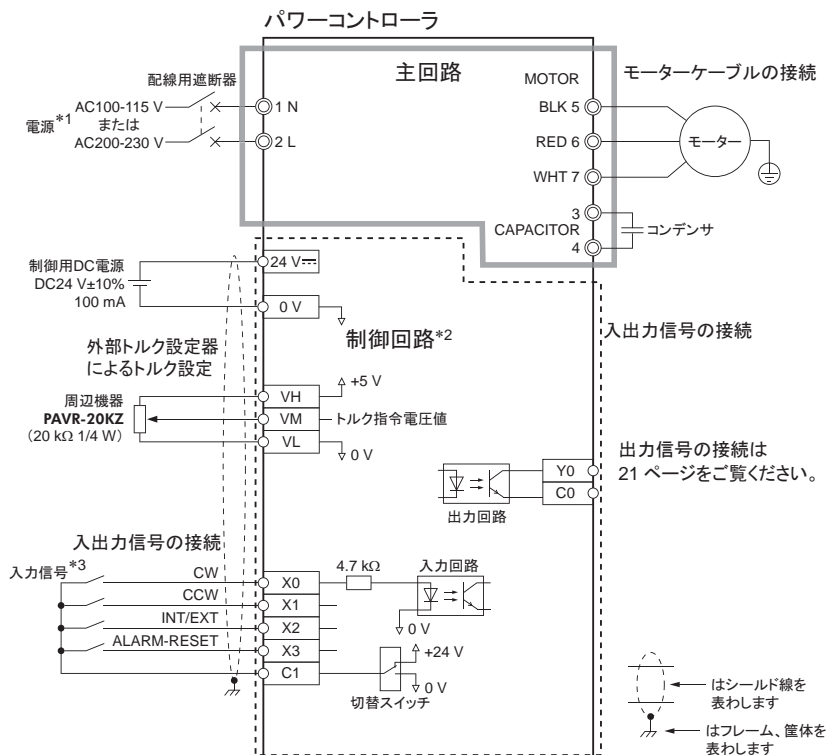 パワーコントローラ
主回路
配線用遮断器
電源*1
AC100-115 V
または
AC200-230 V
1 N
2 L
MOTOR
BLK 5
RED 6
WHT 7
3
CAPACITOR
4
モーターケーブルの接続
モーター
コンデンサ
制御用DC電源
DC24 V±10%
100 mA
24 V
0 V
制御回路*2
入出力信号の接続
外部トルク設定器
によるトルク設定
周辺機器
PAVR-20KZ
(20 kΩ 1/4 W)
VH
+5 V
VM
トルク指令電圧値
VL
0 V
Y0
C0
出力回路
出力信号の接続は
21 ページをご覧ください。
入出力信号の接続
入力信号*3
CW
X0
4.7 kΩ
入力回路
CCW
X1
INT/EXT
X2
0 V
ALARM-RESET
X3
+24 V
C1
0 V
切替スイッチ
はシールド線を
表わします
はフレーム、筐体を
表わします